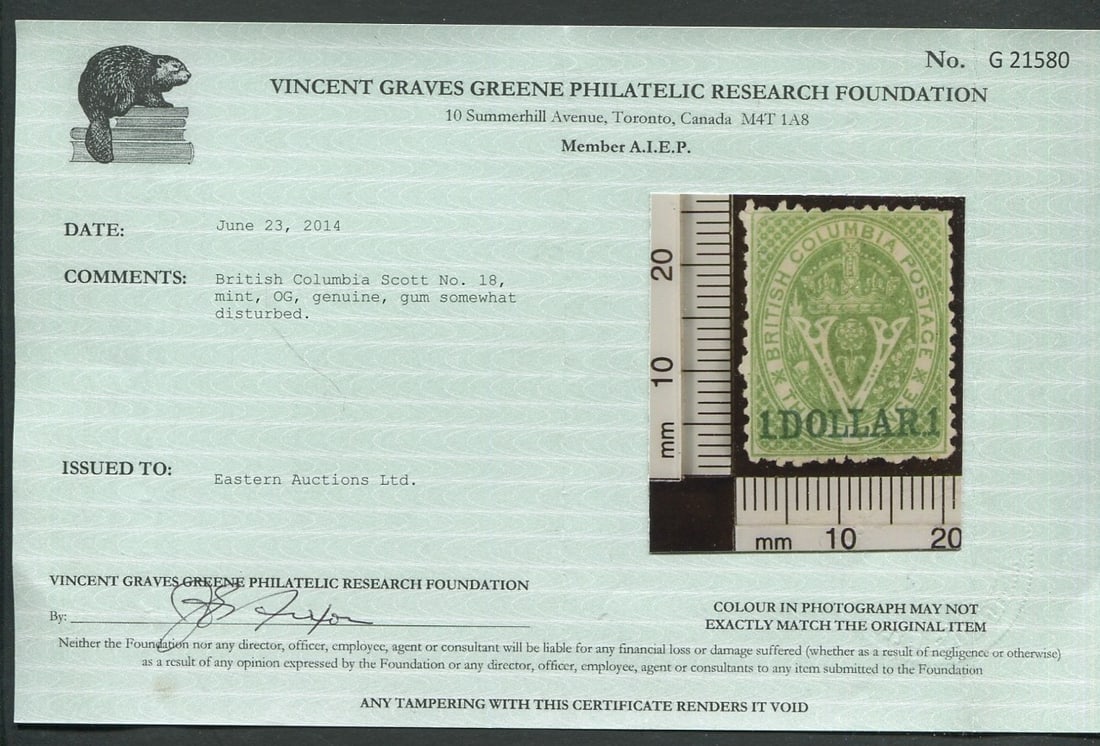 No. G 21580
VINCENT GRAVES GREENE PHILATELIC RESEARCH FOUNDATION
10 Summerhill Avenue, Toronto, Canada M4T 1A8
Member A.I.E.P.
DATE: June 23, 2014
COMMENTS: British Columbia Scott No. 18,
mint, OG, genuine, gum somewhat
disturbed.
20
10
mm
BRITISH COLUMBIA POSTAGE
1 DOLLAR 1
mm 10 20
ISSUED TO: Eastern Auctions Ltd.
VINCENT GRAVES GREENE PHILATELIC RESEARCH FOUNDATION
By:
COLOUR IN PHOTOGRAPH MAY NOT
EXACTLY MATCH THE ORIGINAL ITEM
Neither the Foundation nor any director, officer, employee, agent or consultant will be liable for any financial loss or damage suffered (whether as a result of negligence or otherwise)
as a result of any opinion expressed by the Foundation or any director, officer, employee, agent or consultants to any item submitted to the Foundation
ANY TAMPERING WITH THIS CERTIFICATE RENDERS IT VOID